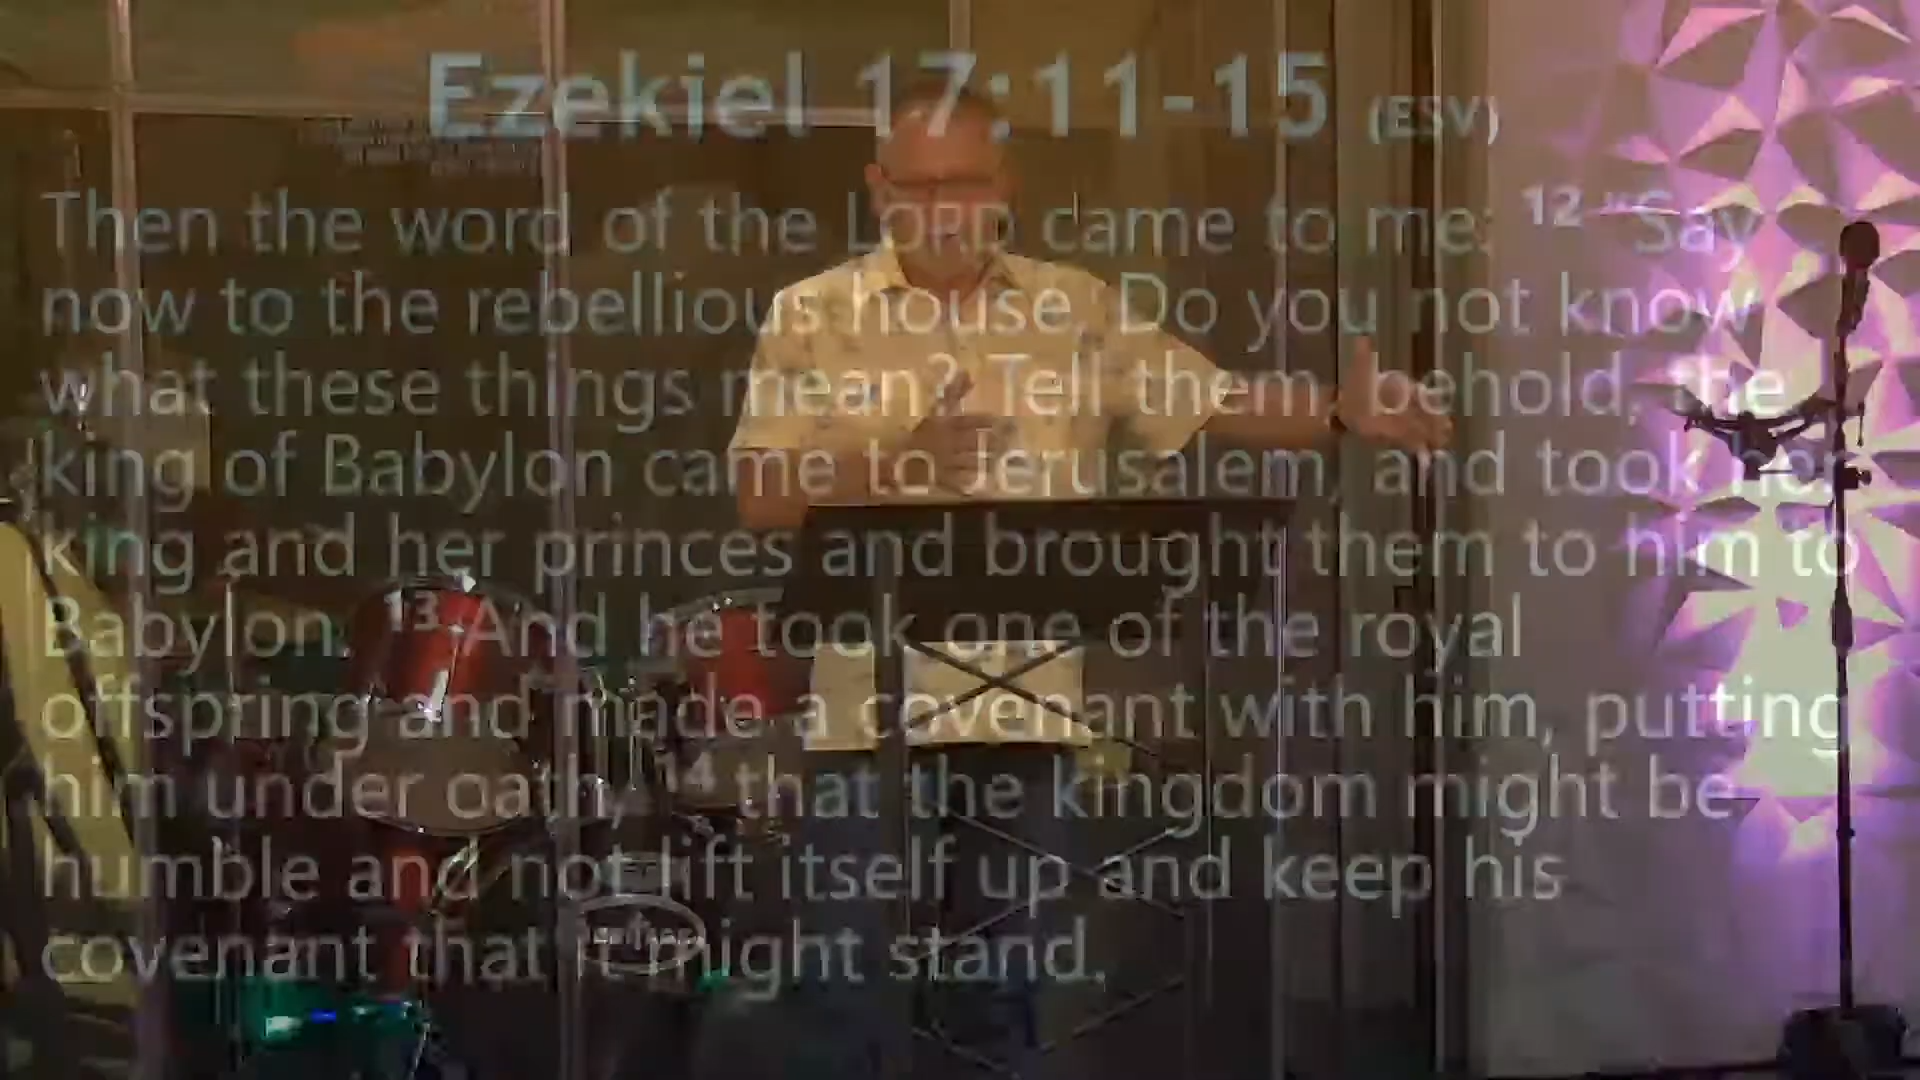 Ezekiel 17:11-15 (ESV)
Then the word of the LORD came to me: 12 "Say
now to the rebellious house, Do you not know
what these things mean? Tell them, behold, the
king of Babylon came to Jerusalem, and took her
king and her princes and brought them to him to
Babylon. 13 And he took one of the royal
offspring and made a covenant with him, putting
him under oath, 14 that the kingdom might be
humble and not lift itself up and keep his
covenant that it might stand.